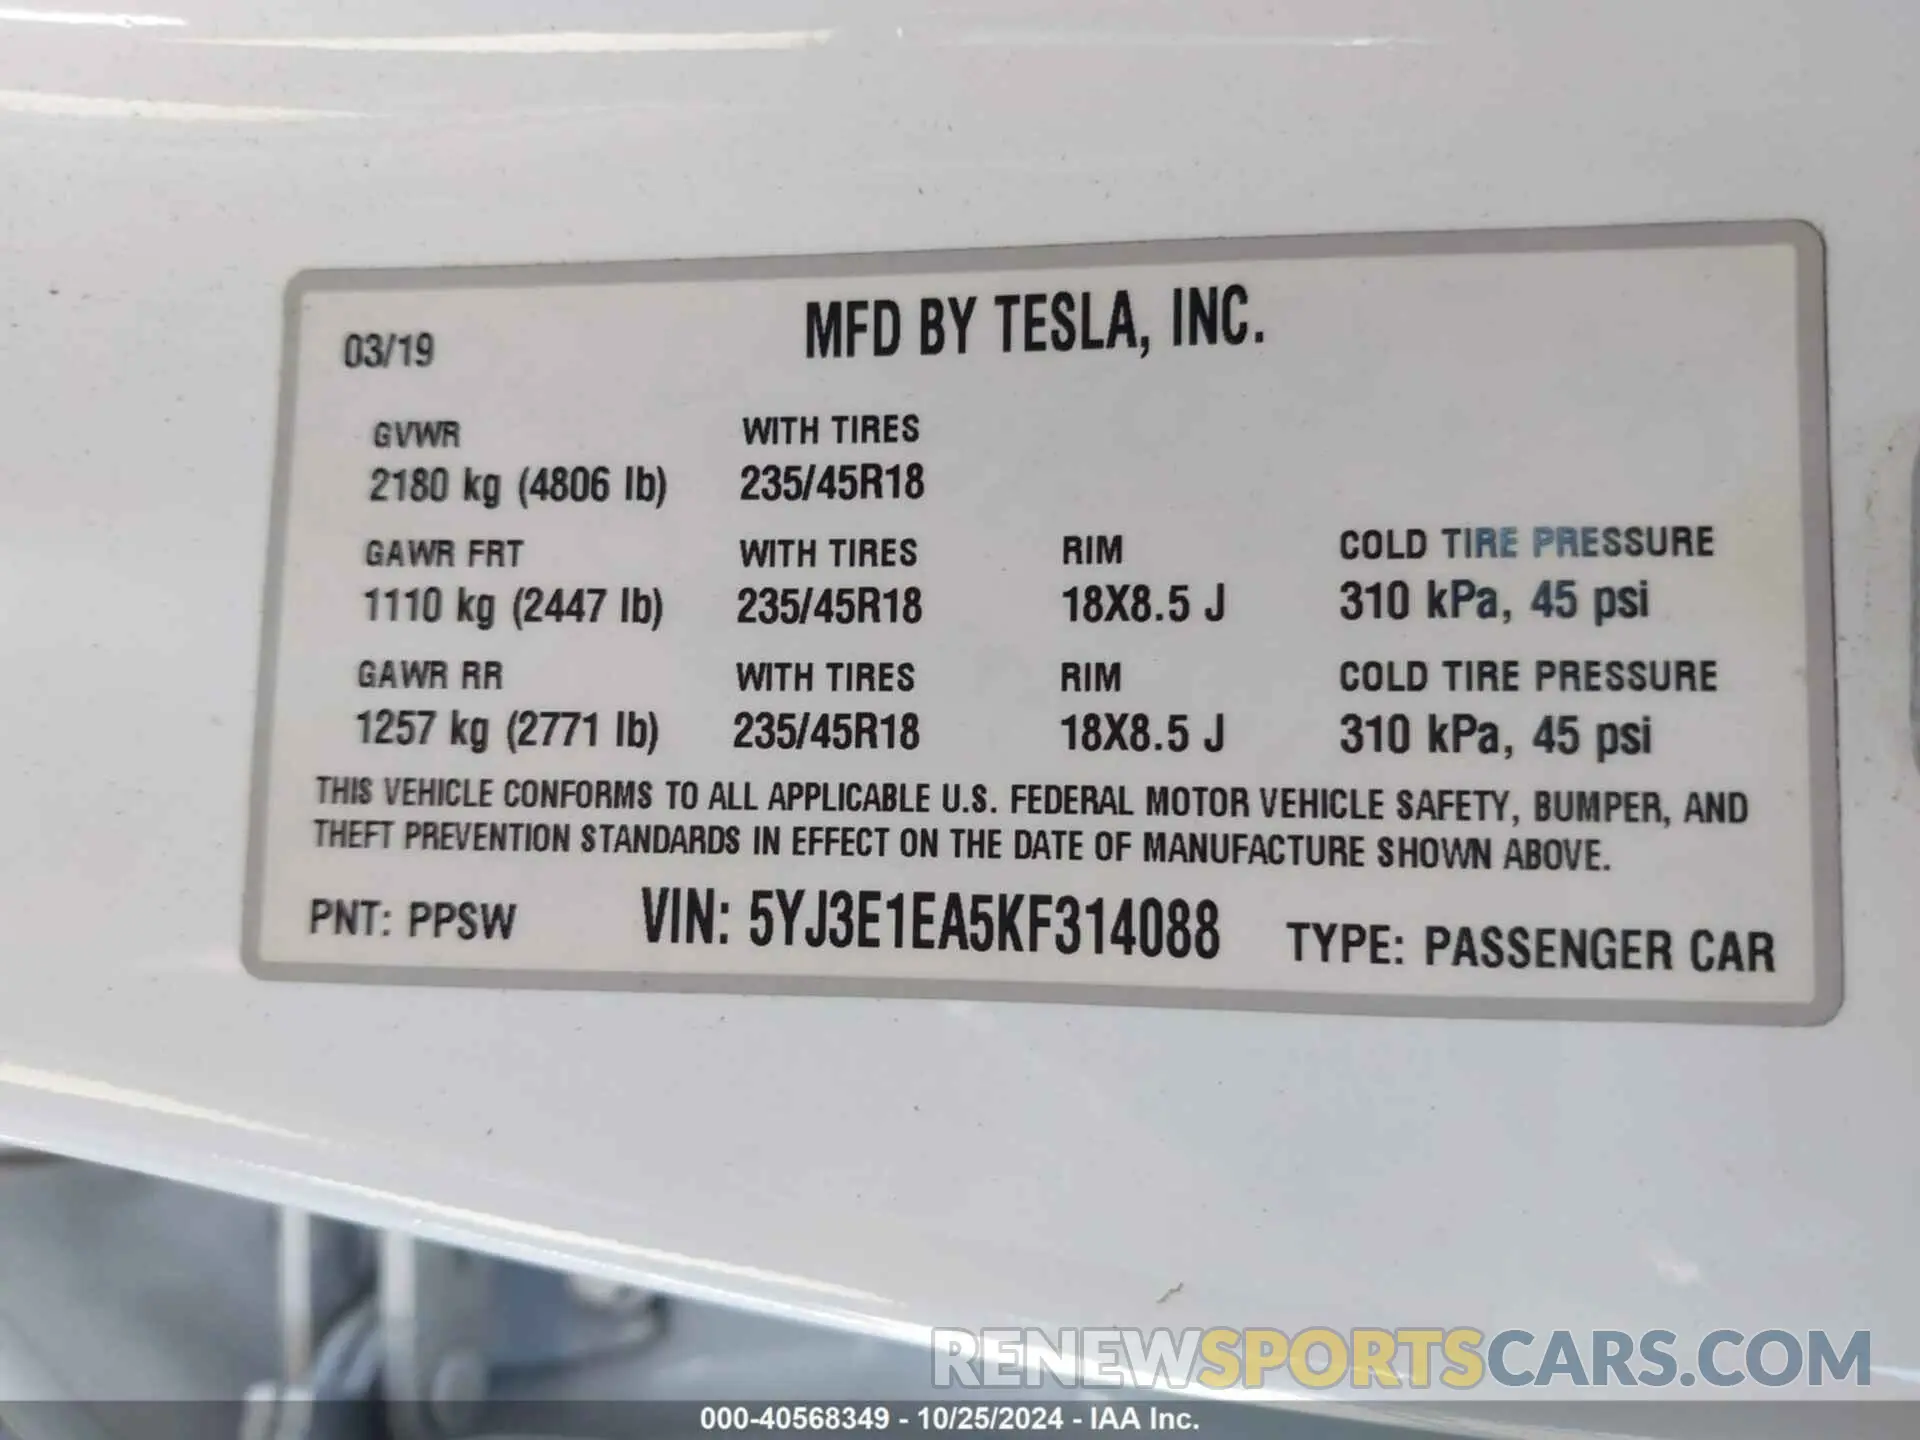 MFD BY TESLA, INC.
03/19
GVWR WITH TIRES
2180 kg (4806 lb) 235/45R18
GAWR FRT WITH TIRES RIM COLD TIRE PRESSURE
1110 kg (2447 lb) 235/45R18 18X8.5 J 310 kPa, 45 psi
GAWR RR WITH TIRES RIM COLD TIRE PRESSURE
1257 kg (2771 lb) 235/45R18 18X8.5 J 310 kPa, 45 psi
THIS VEHICLE CONFORMS TO ALL APPLICABLE U.S. FEDERAL MOTOR VEHICLE SAFETY, BUMPER, AND
THEFT PREVENTION STANDARDS IN EFFECT ON THE DATE OF MANUFACTURE SHOWN ABOVE.
PNT: PPSW VIN: 5YJ3E1EA5KF314088 TYPE: PASSENGER CAR
RENEWSPORTSCARS.COM
000-40568349 - 10/25/2024 - IAA Inc.